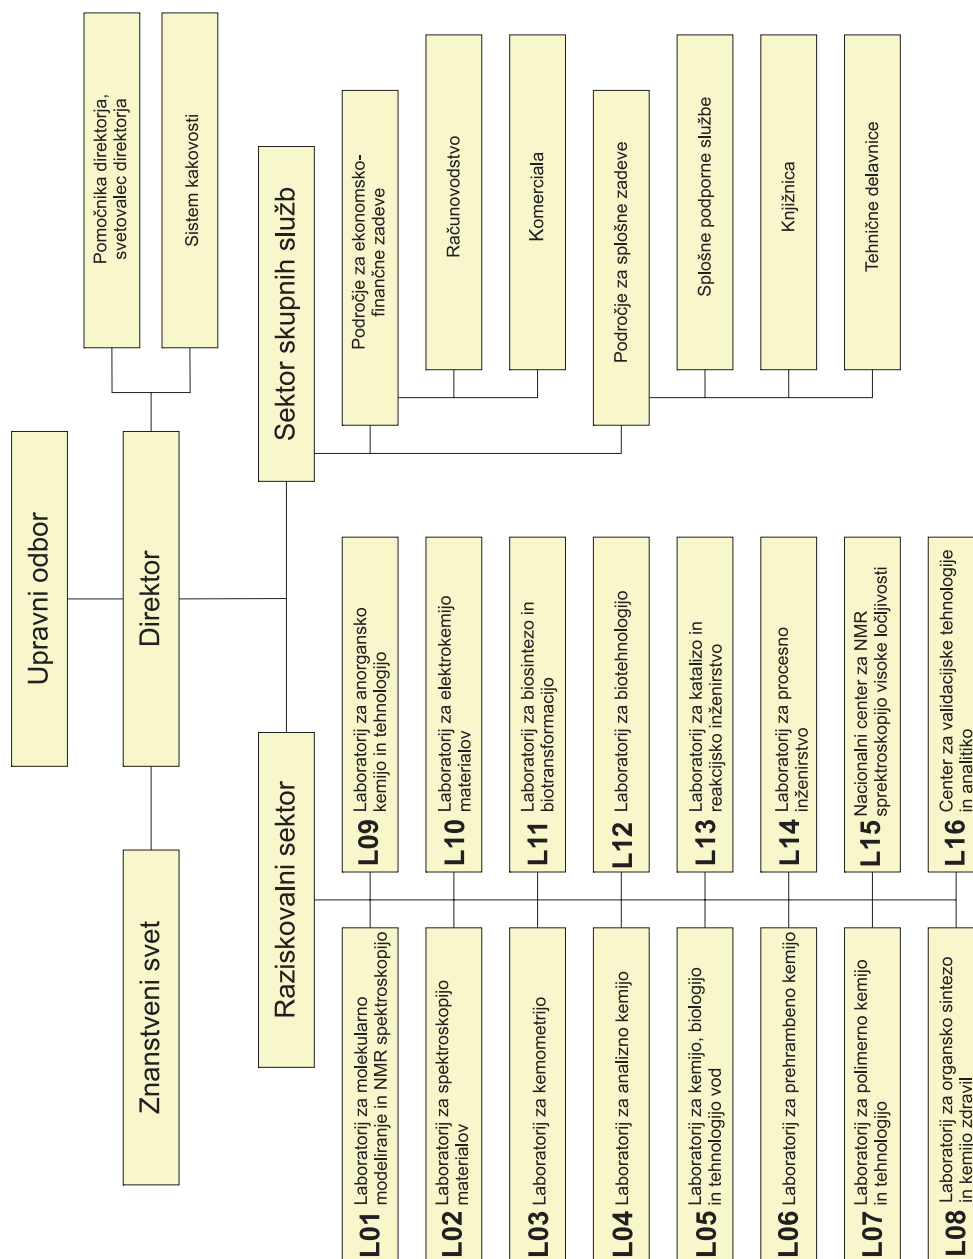 Upravni odbor
Znanstveni svet
Direktor
Pomočnika direktorja,
svetovalec direktorja
Sistem kakovosti
Raziskovalni sektor
Sektor skupnih služb
L01 Laboratorij za molekularno
modeliranje in NMR spektroskopijo
L02 Laboratorij za spektroskopijo
materialov
L03 Laboratorij za kemometrijo
L04 Laboratorij za analizno kemijo
L05 Laboratorij za kemijo, biologijo
in tehnologijo vod
L06 Laboratorij za prehrambeno kemijo
L07 Laboratorij za polimerno kemijo
in tehnologijo
L08 Laboratorij za organsko sintezo
in kemijo zdravil
L09 Laboratorij za anorgansko
kemijo in tehnologijo
L10 Laboratorij za elektrokemijo
materialov
L11 Laboratorij za biosintezo in
biotransformacijo
L12 Laboratorij za biotehnologijo
L13 Laboratorij za katalizo in
reakcijsko inženirstvo
L14 Laboratorij za procesno
inženirstvo
L15 Nacionalni center za NMR
sprektroskopijo visoke ločljivosti
L16 Center za validacijske tehnologije
in analitiko
Področje za ekonomsko-
finančne zadeve
Računovodstvo
Komerciala
Področje za splošne zadeve
Splošne podporne službe
Knjižnica
Tehnične delavnice